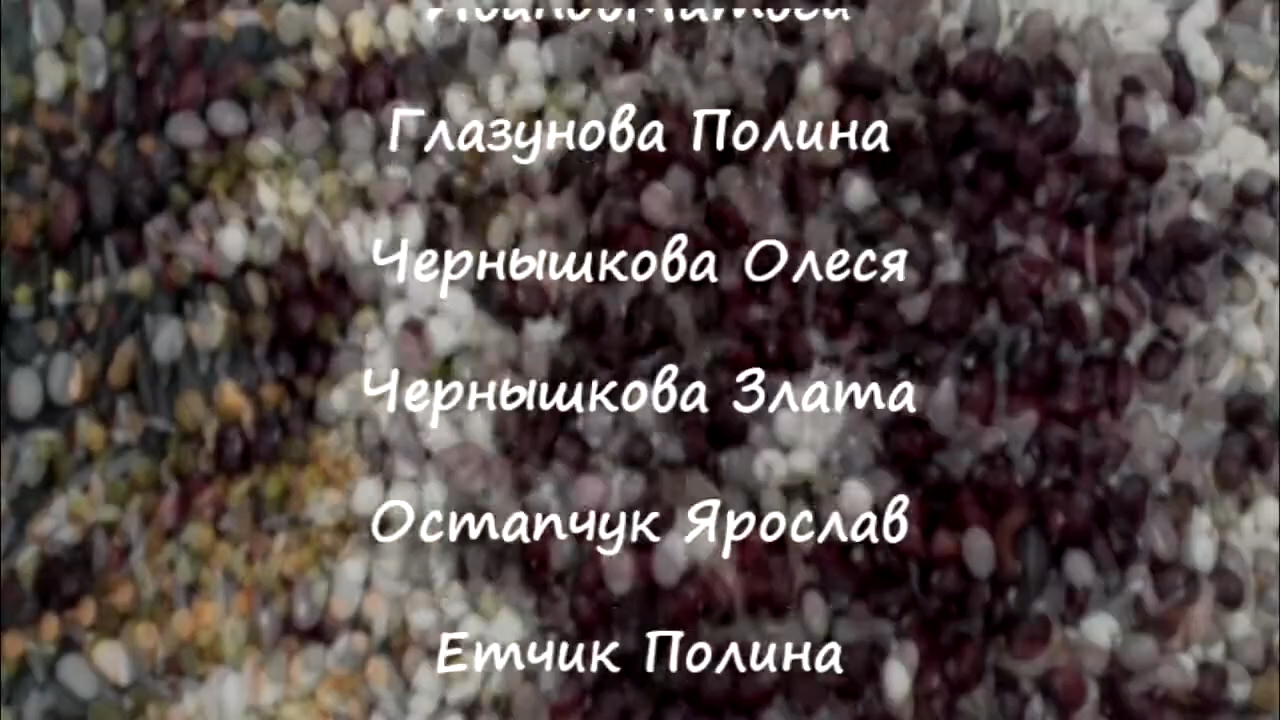 Глазунова Полина
Чернышкова Олеся
Чернышкова Злата
Остапчук Ярослав
Етчик Полина